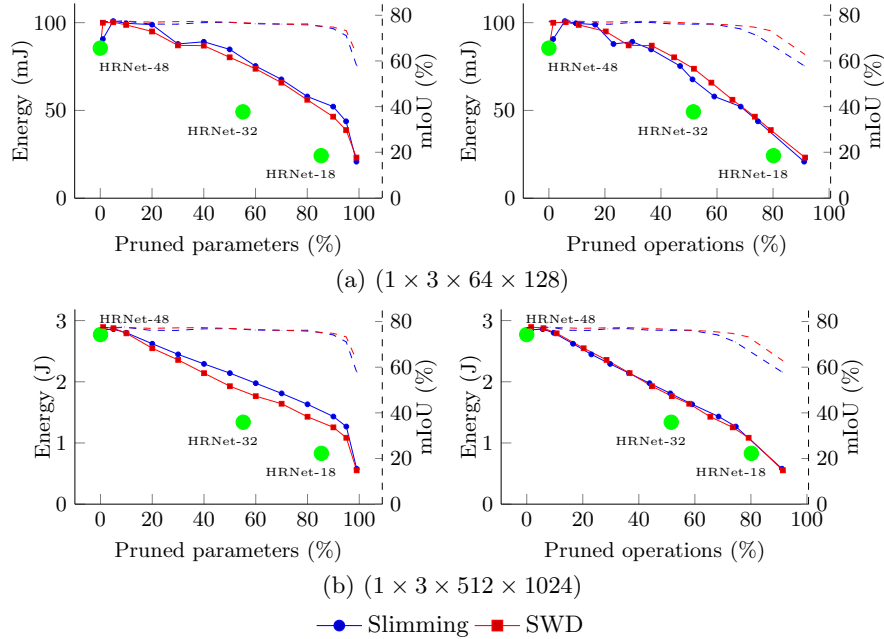 100
50
0
Energy (mJ)
HRNet-48
HRNet-32
HRNet-18
80
60
40
20
0
mIoU (%)
0 20 40 60 80 100
Pruned parameters (%)
100
50
0
Energy (mJ)
HRNet-48
HRNet-32
HRNet-18
80
60
40
20
0
mIoU (%)
0 20 40 60 80 100
Pruned operations (%)
(a) (1 × 3 × 64 × 128)
3
2
1
0
Energy (J)
HRNet-48
HRNet-32
HRNet-18
80
60
40
20
0
mIoU (%)
0 20 40 60 80 100
Pruned parameters (%)
3
2
1
0
Energy (J)
HRNet-48
HRNet-32
HRNet-18
80
60
40
20
0
mIoU (%)
0 20 40 60 80 100
Pruned operations (%)
(b) (1 × 3 × 512 × 1024)
Slimming SWD